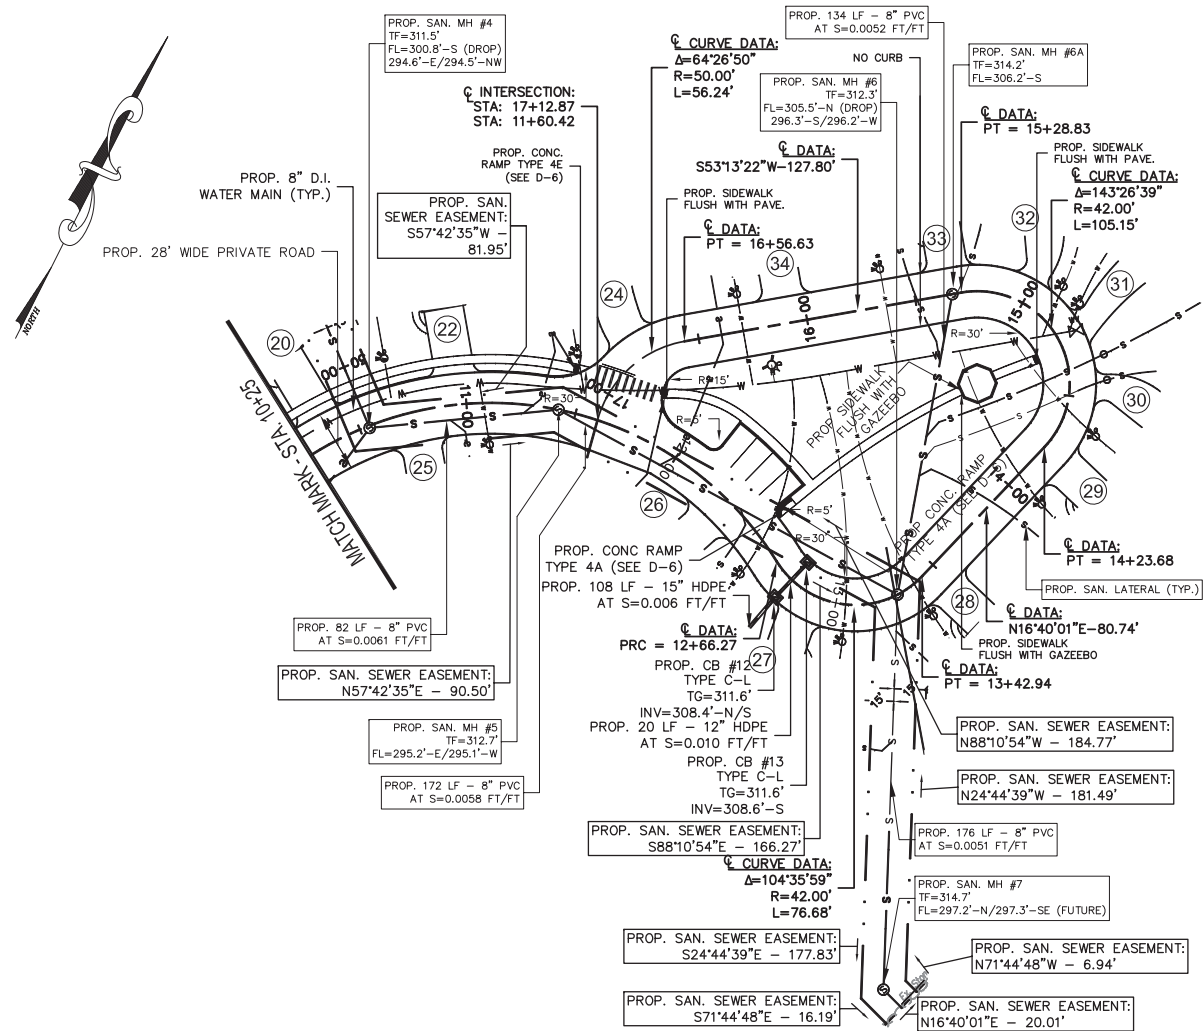 PROP. SAN. MH #4
TF=311.5'
FL=300.8'-S (DROP)
294.6'-E/294.5'-NW
℄ CURVE DATA:
Δ=64°26'50"
R=50.00'
L=56.24'
PROP. 134 LF - 8" PVC
AT S=0.0052 FT/FT
NO CURB
PROP. SAN. MH #6A
TF=314.2'
FL=306.2'-S
PROP. SAN. MH #6
TF=312.3'
FL=305.5'-N (DROP)
296.3'-S/296.2'-W
℄ INTERSECTION:
STA: 17+12.87
STA: 11+60.42
℄ DATA:
PT = 15+28.83
℄ DATA:
S53°13'22"W-127.80'
PROP. CONC.
RAMP TYPE 4E
(SEE D-6)
PROP. SIDEWALK
FLUSH WITH PAVE.
℄ CURVE DATA:
Δ=143°26'39"
R=42.00'
L=105.15'
PROP. 8" D.I.
WATER MAIN (TYP.)
PROP. SAN.
SEWER EASEMENT:
S57°42'35"W -
81.95'
PROP. SIDEWALK
FLUSH WITH PAVE.
℄ DATA:
PT = 16+56.63
PROP. 28' WIDE PRIVATE ROAD
NORTH
20
22
24
34
33
32
31
30
29
28
27
26
25
50+00
11+00
17+00
16+00
15+00
14+00
12+00
13+00
R=30'
R=15'
R=30'
R=5'
R=5'
R=30'
MATCH MARK - STA. 10+25
PROP SIDEWALK
FLUSH WITH
GAZEEBO
PROP CONC. RAMP
TYPE 4A (SEE D-6)
PROP. CONC RAMP
TYPE 4A (SEE D-6)
PROP. 108 LF - 15" HDPE
AT S=0.006 FT/FT
℄ DATA:
PT = 14+23.68
PROP. SAN. LATERAL (TYP.)
℄ DATA:
N16°40'01"E-80.74'
PROP. SIDEWALK
FLUSH WITH GAZEEBO
℄ DATA:
PT = 13+42.94
PROP. 82 LF - 8" PVC
AT S=0.0061 FT/FT
℄ DATA:
PRC = 12+66.27
PROP. SAN. SEWER EASEMENT:
N57°42'35"E - 90.50'
PROP. CB #12
TYPE C-L
TG=311.6'
INV=308.4'-N/S
15'
15'
PROP. SAN. MH #5
TF=312.7'
FL=295.2'-E/295.1'-W
PROP. 20 LF - 12" HDPE
AT S=0.010 FT/FT
PROP. SAN. SEWER EASEMENT:
N88°10'54"W - 184.77'
PROP. CB #13
TYPE C-L
TG=311.6'
INV=308.6'-S
PROP. 172 LF - 8" PVC
AT S=0.0058 FT/FT
PROP. SAN. SEWER EASEMENT:
N24°44'39"W - 181.49'
PROP. SAN. SEWER EASEMENT:
S88°10'54"E - 166.27'
PROP. 176 LF - 8" PVC
AT S=0.0051 FT/FT
℄ CURVE DATA:
Δ=104°35'59"
R=42.00'
L=76.68'
PROP. SAN. MH #7
TF=314.7'
FL=297.2'-N/297.3'-SE (FUTURE)
PROP. SAN. SEWER EASEMENT:
S24°44'39"E - 177.83'
PROP. SAN. SEWER EASEMENT:
N71°44'48"W - 6.94'
PROP. SAN. SEWER EASEMENT:
S71°44'48"E - 16.19'
PROP. SAN. SEWER EASEMENT:
N16°40'01"E - 20.01'